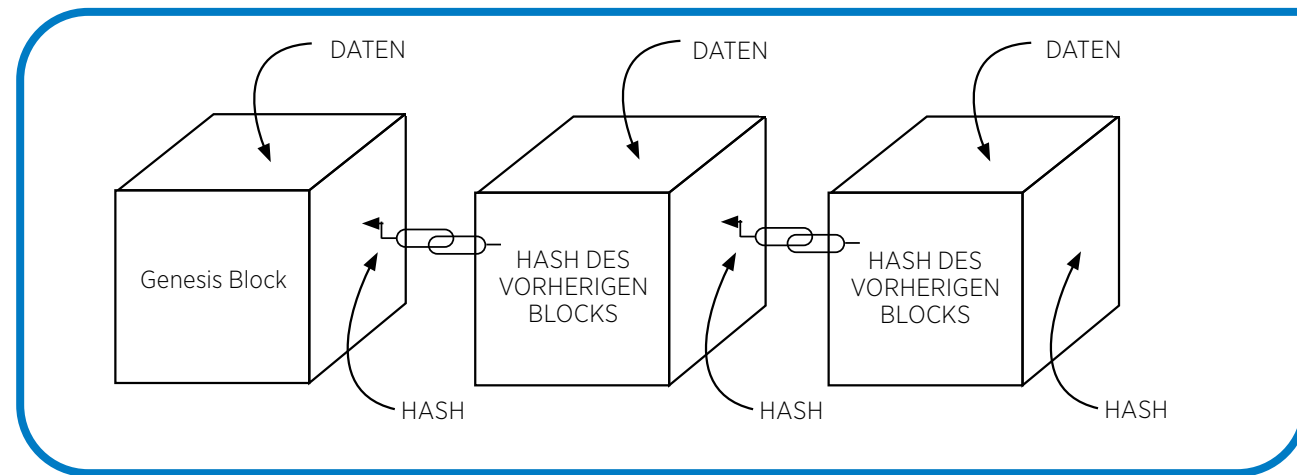 DATEN
DATEN
DATEN
Genesis Block
HASH DES
VORHERIGEN
BLOCKS
HASH DES
VORHERIGEN
BLOCKS
HASH
HASH
HASH